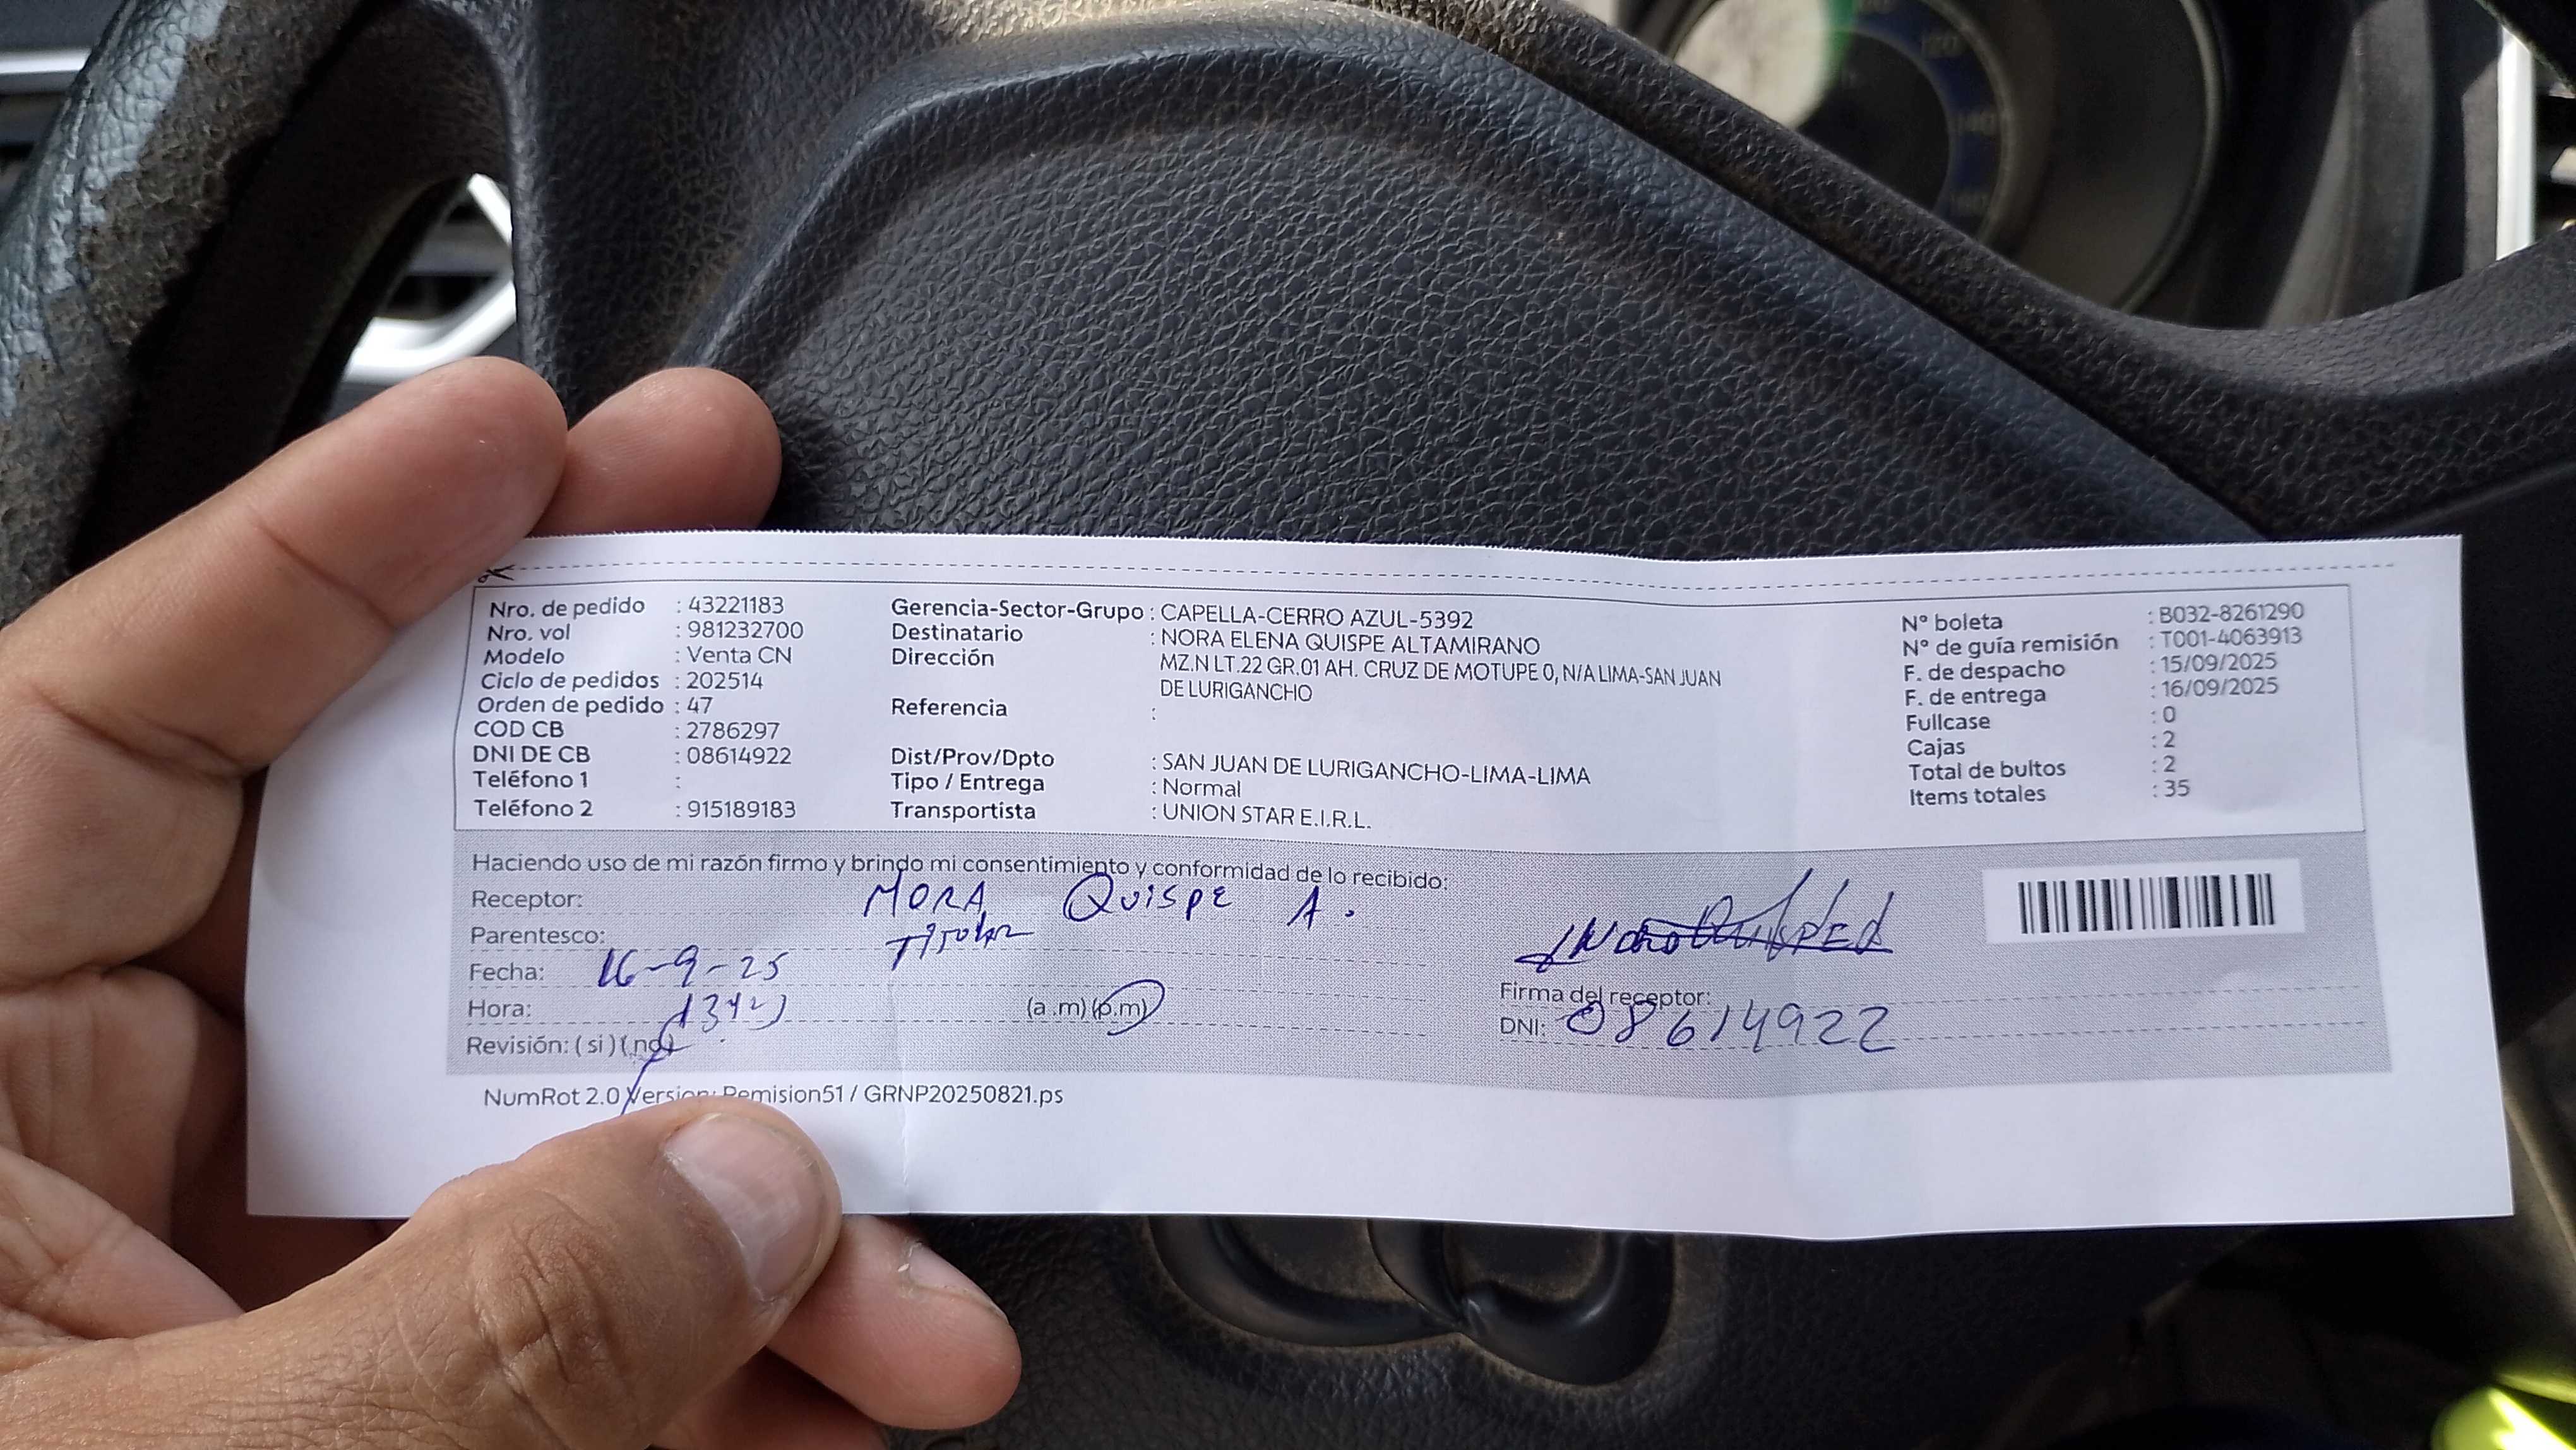 Nro. de pedido : 43221183
Nro. vol : 981232700
Modelo : Venta CN
Ciclo de pedidos : 202514
Orden de pedido : 47
COD CB : 2786297
DNI DE CB : 08614922
Teléfono 1 :
Teléfono 2 : 915189183
Gerencia-Sector-Grupo : CAPELLA-CERRO AZUL-5392
Destinatario : NORA ELENA QUISPE ALTAMIRANO
Dirección MZ.N LT.22 GR.01 AH. CRUZ DE MOTUPE 0, N/A LIMA-SAN JUAN
DE LURIGANCHO
Referencia :
Dist/Prov/Dpto : SAN JUAN DE LURIGANCHO-LIMA-LIMA
Tipo / Entrega : Normal
Transportista : UNION STAR E.I.R.L.
N° boleta : B032-8261290
N° de guía remisión : T001-4063913
F. de despacho : 15/09/2025
F. de entrega : 16/09/2025
Fullcase : 0
Cajas : 2
Total de bultos : 2
Items totales : 35
Haciendo uso de mi razón firmo y brindo mi consentimiento y conformidad de lo recibido:
Receptor: NORA QUISPE A.
Parentesco: TITULAR
Fecha: 16-9-25
Hora: (a.m) (p.m)
Revisión: ( si ) ( no )
Firma del receptor:
DNI: 08614922
NumRot 2.0 Version: Remision51 / GRNP20250821.ps